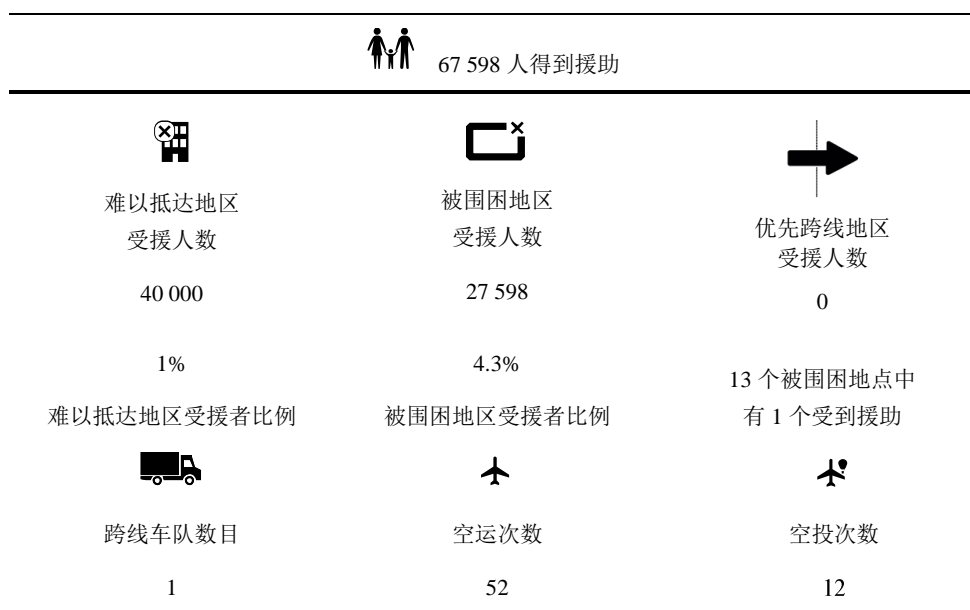 67 598 人得到援助
难以抵达地区
受援人数
40 000
1%
难以抵达地区受援者比例
被围困地区
受援人数
27 598
4.3%
被围困地区受援者比例
优先跨线地区
受援人数
0
13 个被围困地点中
有 1 个受到援助
跨线车队数目
1
空运次数
52
空投次数
12